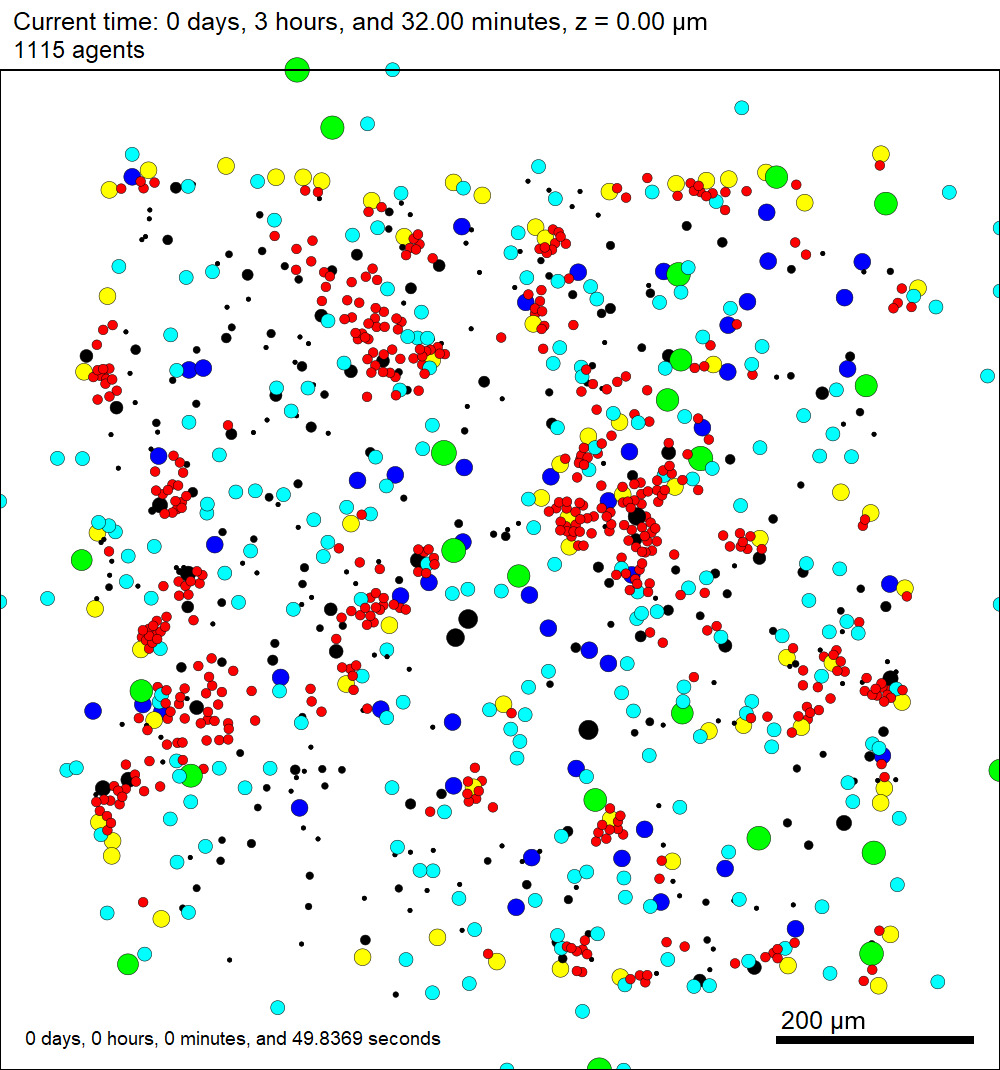 Current time: 0 days, 3 hours, and 32.00 minutes, z = 0.00 μm
1115 agents
200 μm
0 days, 0 hours, 0 minutes, and 49.8369 seconds